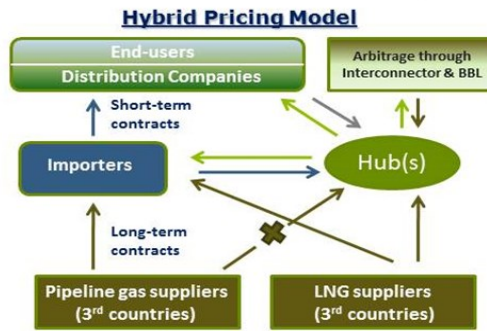 Hybrid Pricing Model
End-users
Distribution Companies
Arbitrage through
Interconnector & BBL
Short-term
contracts
Importers
Hub(s)
Long-term
contracts
Pipeline gas suppliers
(3rd countries)
LNG suppliers
(3rd countries)